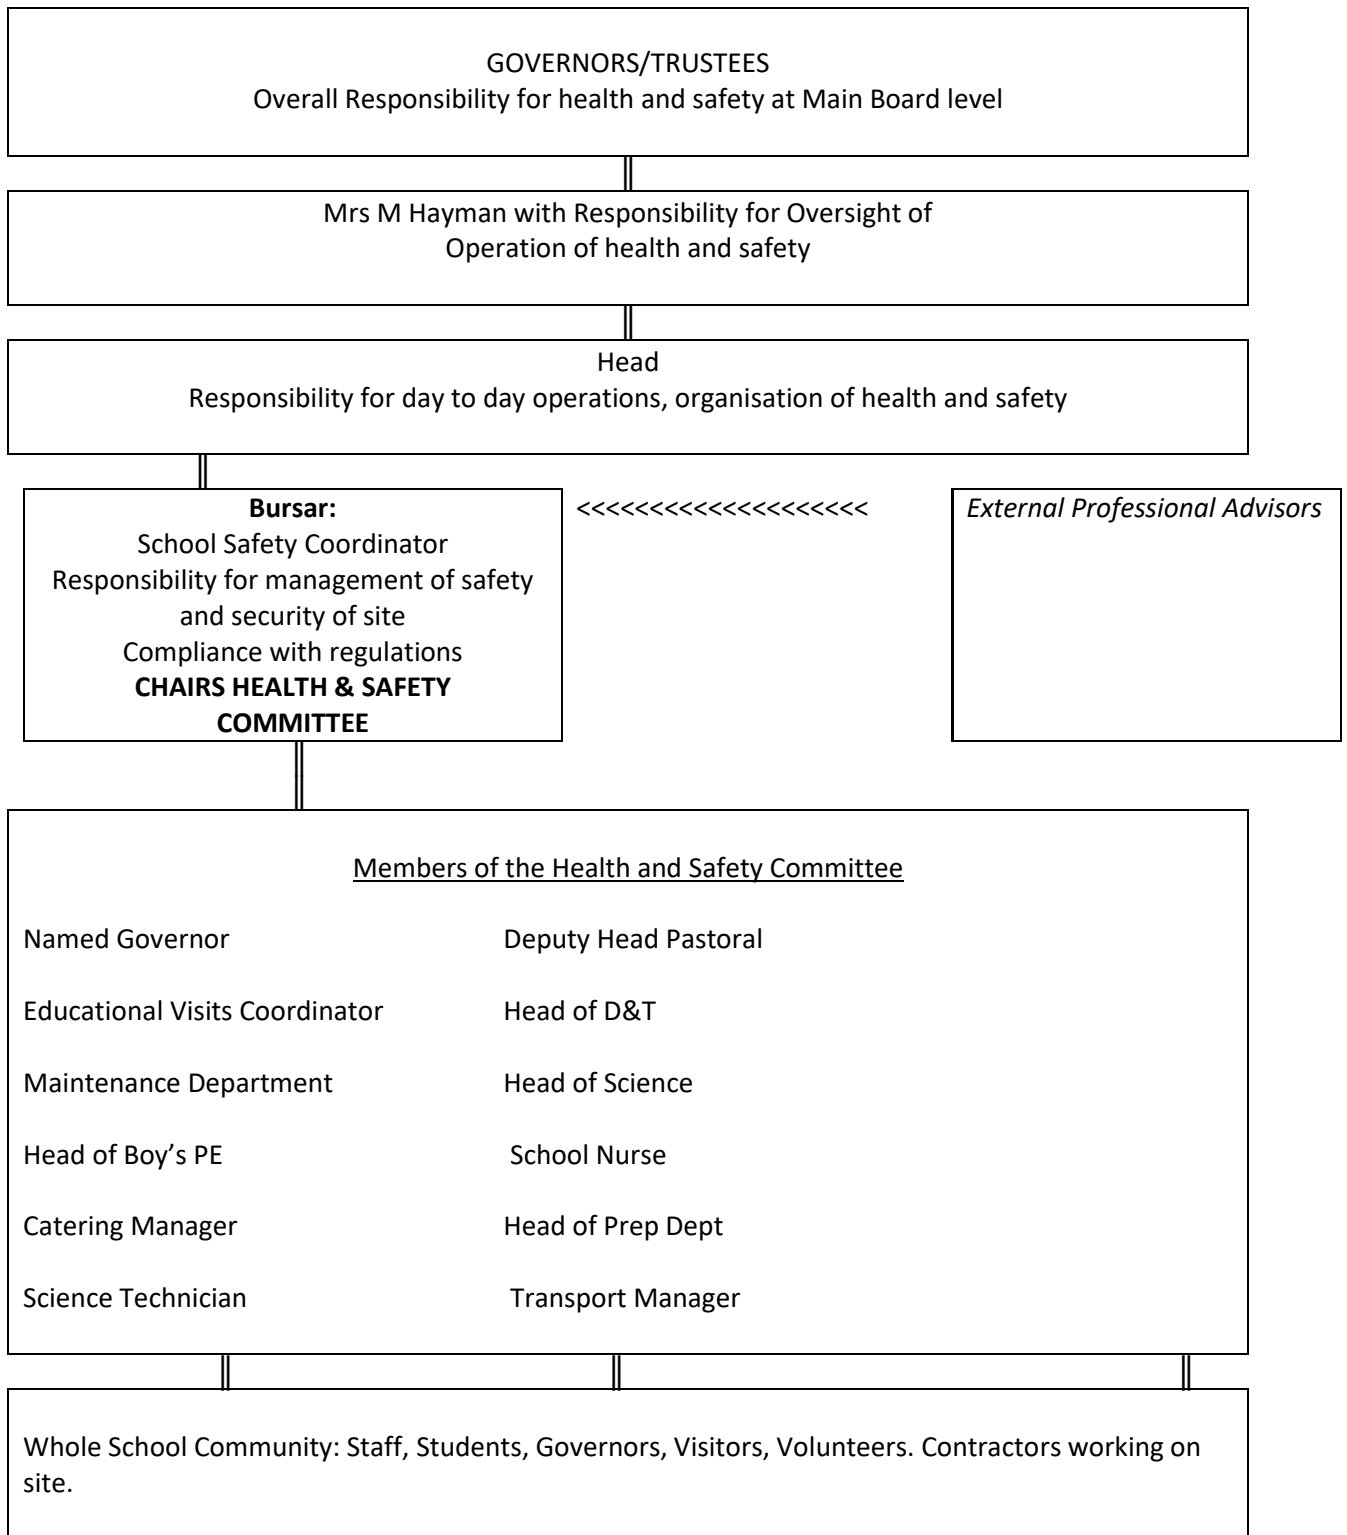 GOVERNORS/TRUSTEES
Overall Responsibility for health and safety at Main Board level
Mrs M Hayman with Responsibility for Oversight of
Operation of health and safety
Head
Responsibility for day to day operations, organisation of health and safety
Bursar:
School Safety Coordinator
Responsibility for management of safety
and security of site
Compliance with regulations
CHAIRS HEALTH & SAFETY
COMMITTEE
<<<<<<<<<<<<<<<<<<<<
External Professional Advisors
Members of the Health and Safety Committee
Named Governor Deputy Head Pastoral
Educational Visits Coordinator Head of D&T
Maintenance Department Head of Science
Head of Boy’s PE School Nurse
Catering Manager Head of Prep Dept
Science Technician Transport Manager
Whole School Community: Staff, Students, Governors, Visitors, Volunteers. Contractors working on
site.